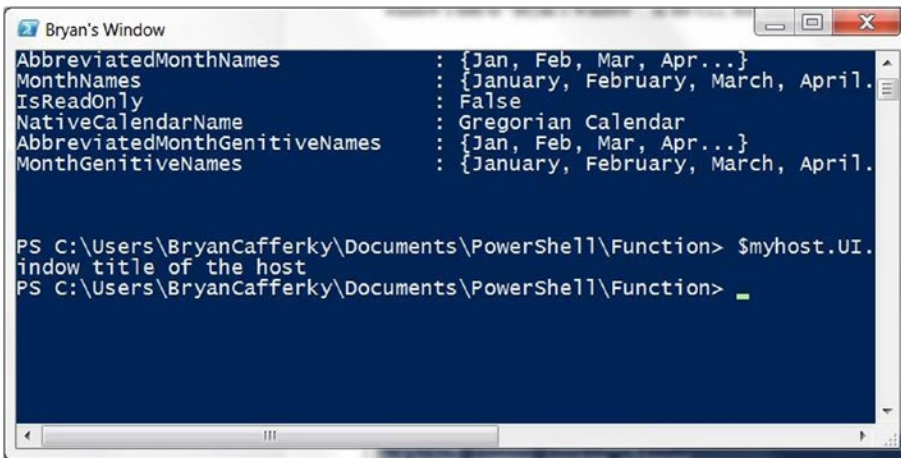 Bryan's Window
AbbreviatedMonthNames : {Jan, Feb, Mar, Apr...}
MonthNames : {January, February, March, April.
IsReadOnly : False
NativeCalendarName : Gregorian Calendar
AbbreviatedMonthGenitiveNames : {Jan, Feb, Mar, Apr...}
MonthGenitiveNames : {January, February, March, April.
PS C:\Users\BryanCafferky\Documents\PowerShell\Function> $myhost.UI.
indow title of the host
PS C:\Users\BryanCafferky\Documents\PowerShell\Function>